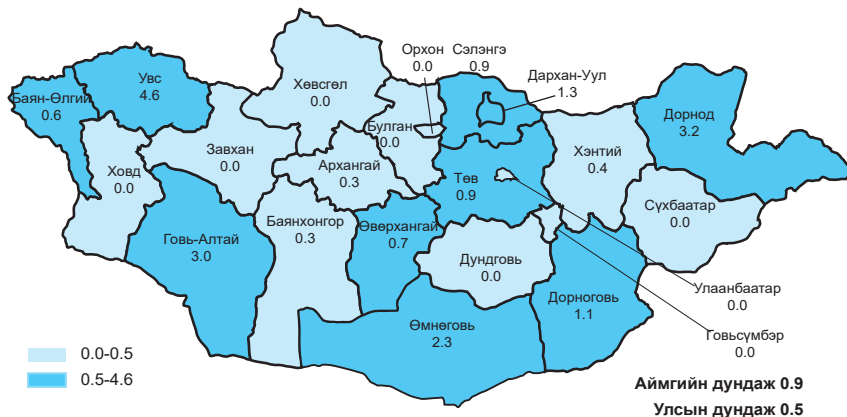 Орхон
0.0
Сэлэнгэ
0.9
Дархан-Уул
1.3
Увс
4.6
Баян-Өлгий
0.6
Хөвсгөл
0.0
Булган
0.0
Дорнод
3.2
Завхан
0.0
Архангай
0.3
Хэнтий
0.4
Ховд
0.0
Төв
0.9
Сүхбаатар
0.0
Говь-Алтай
3.0
Баянхонгор
0.3
Өвөрхангай
0.7
Дундговь
0.0
Улаанбаатар
0.0
Дорноговь
1.1
Өмнөговь
2.3
Говьсүмбэр
0.0
0.0-0.5
0.5-4.6
Аймгийн дундаж 0.9
Улсын дундаж 0.5